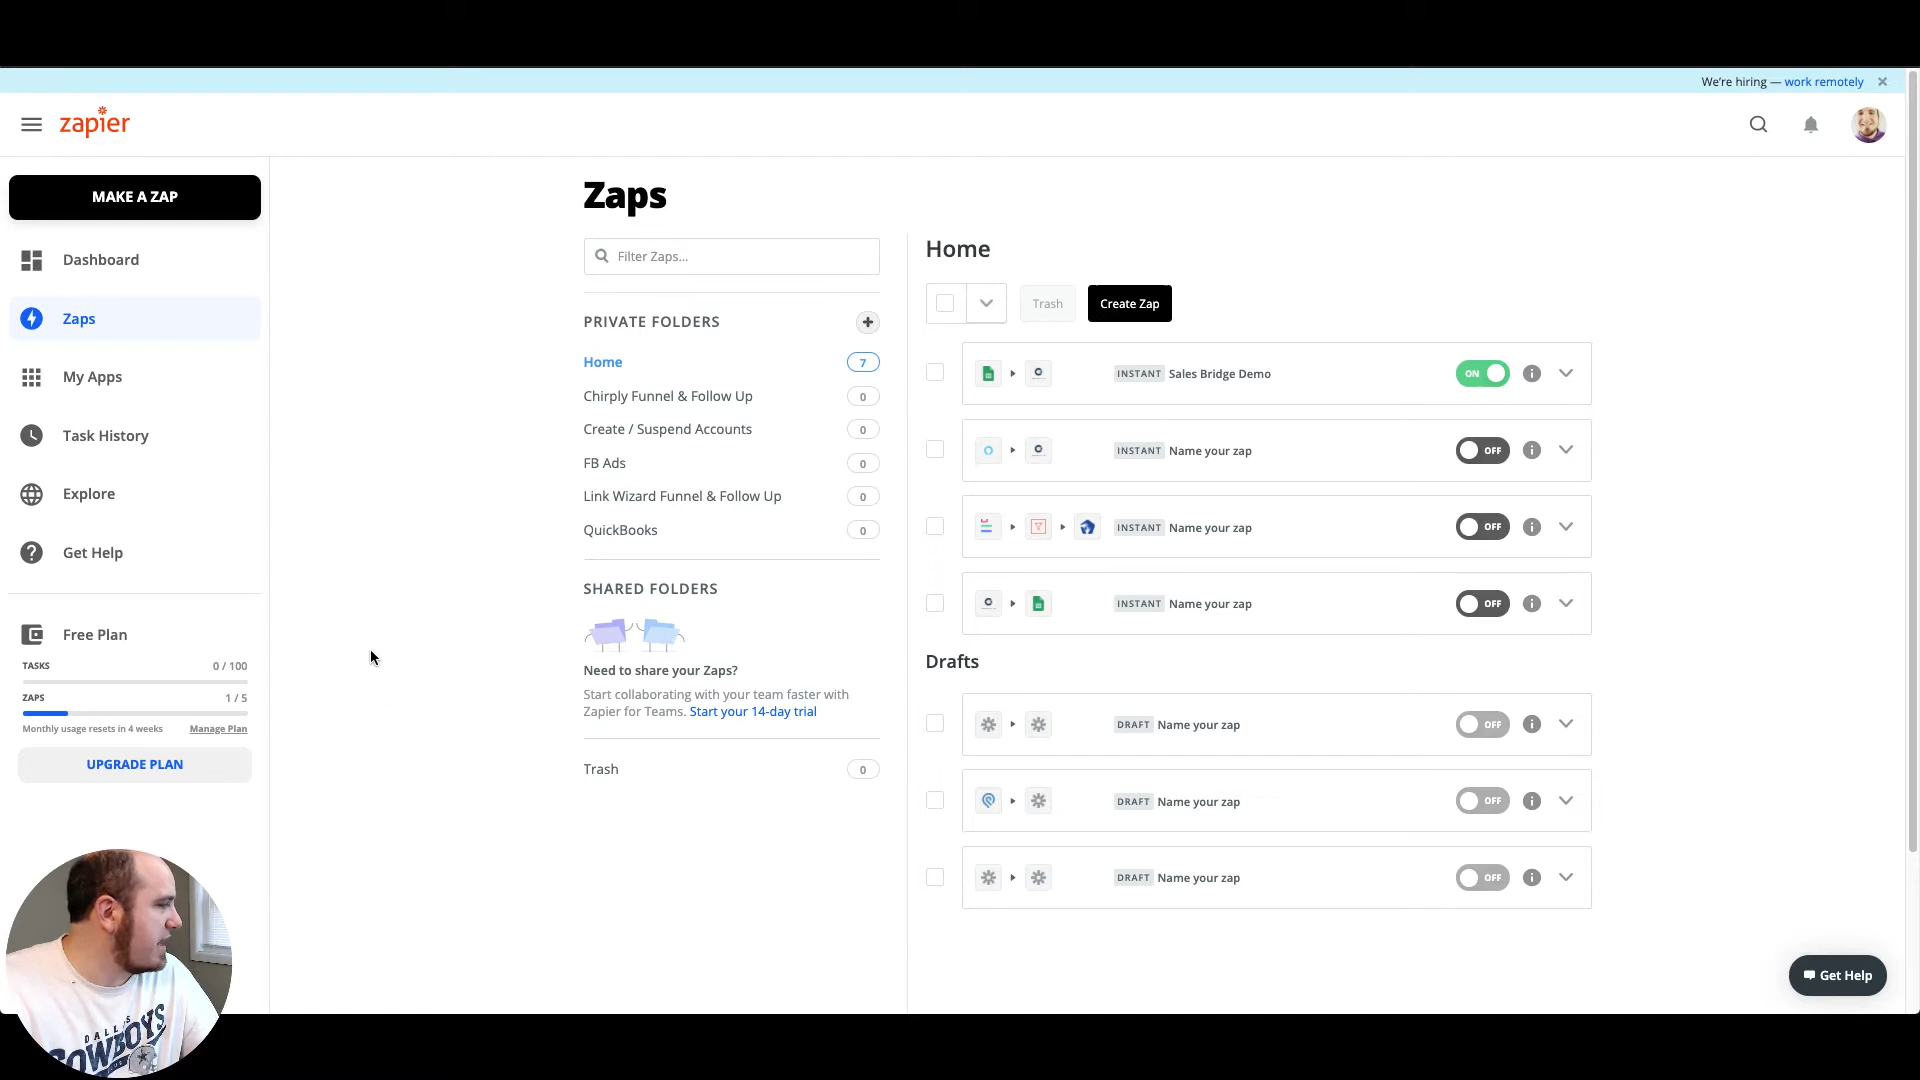 We're hiring — work remotely
zapier
MAKE A ZAP
Dashboard
Zaps
My Apps
Task History
Explore
Get Help
Free Plan
TASKS 0 / 100
ZAPS 1 / 5
Monthly usage resets in 4 weeks Manage Plan
UPGRADE PLAN
Zaps
Filter Zaps...
PRIVATE FOLDERS
Home 7
Chirply Funnel & Follow Up 0
Create / Suspend Accounts 0
FB Ads 0
Link Wizard Funnel & Follow Up 0
QuickBooks 0
SHARED FOLDERS
Need to share your Zaps?
Start collaborating with your team faster with
Zapier for Teams. Start your 14-day trial
Trash 0
Home
Trash Create Zap
INSTANT Sales Bridge Demo ON
INSTANT Name your zap OFF
INSTANT Name your zap OFF
INSTANT Name your zap OFF
Drafts
DRAFT Name your zap OFF
DRAFT Name your zap OFF
DRAFT Name your zap OFF
Get Help
DALLAS
COWBOYS